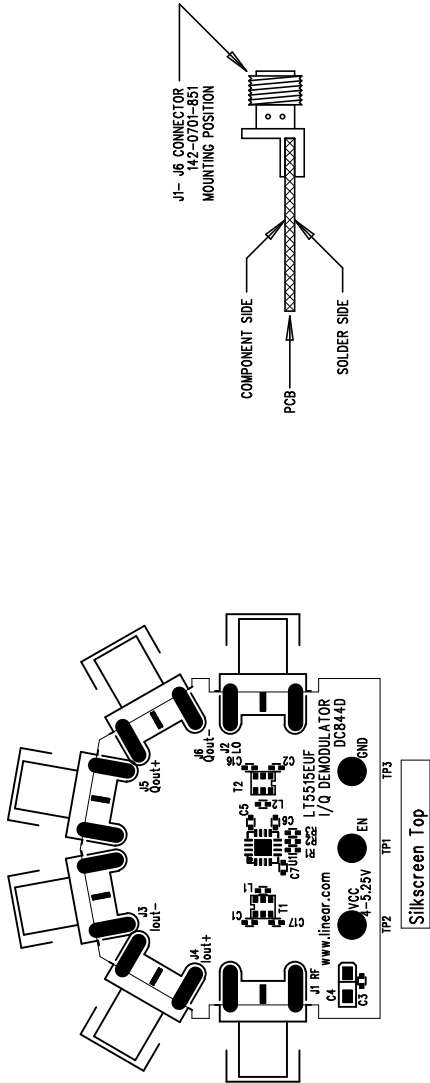 J1- J6 CONNECTOR
142-0701-851
MOUNTING POSITION
COMPONENT SIDE
PCB
SOLDER SIDE
J5
Qout+
J6
Qout-
J3
Iout-
J4
Iout+
J2
LO
C16
C2
T2
L2
C5
C6
U1
C7
L1
C1
T1
C17
J1 RF
LT5515EUF
I/Q DEMODULATOR
DC844D
www.linear.com
C4
C3
VCC
4-5.25V
EN
GND
TP2
TP1
TP3
Silkscreen Top